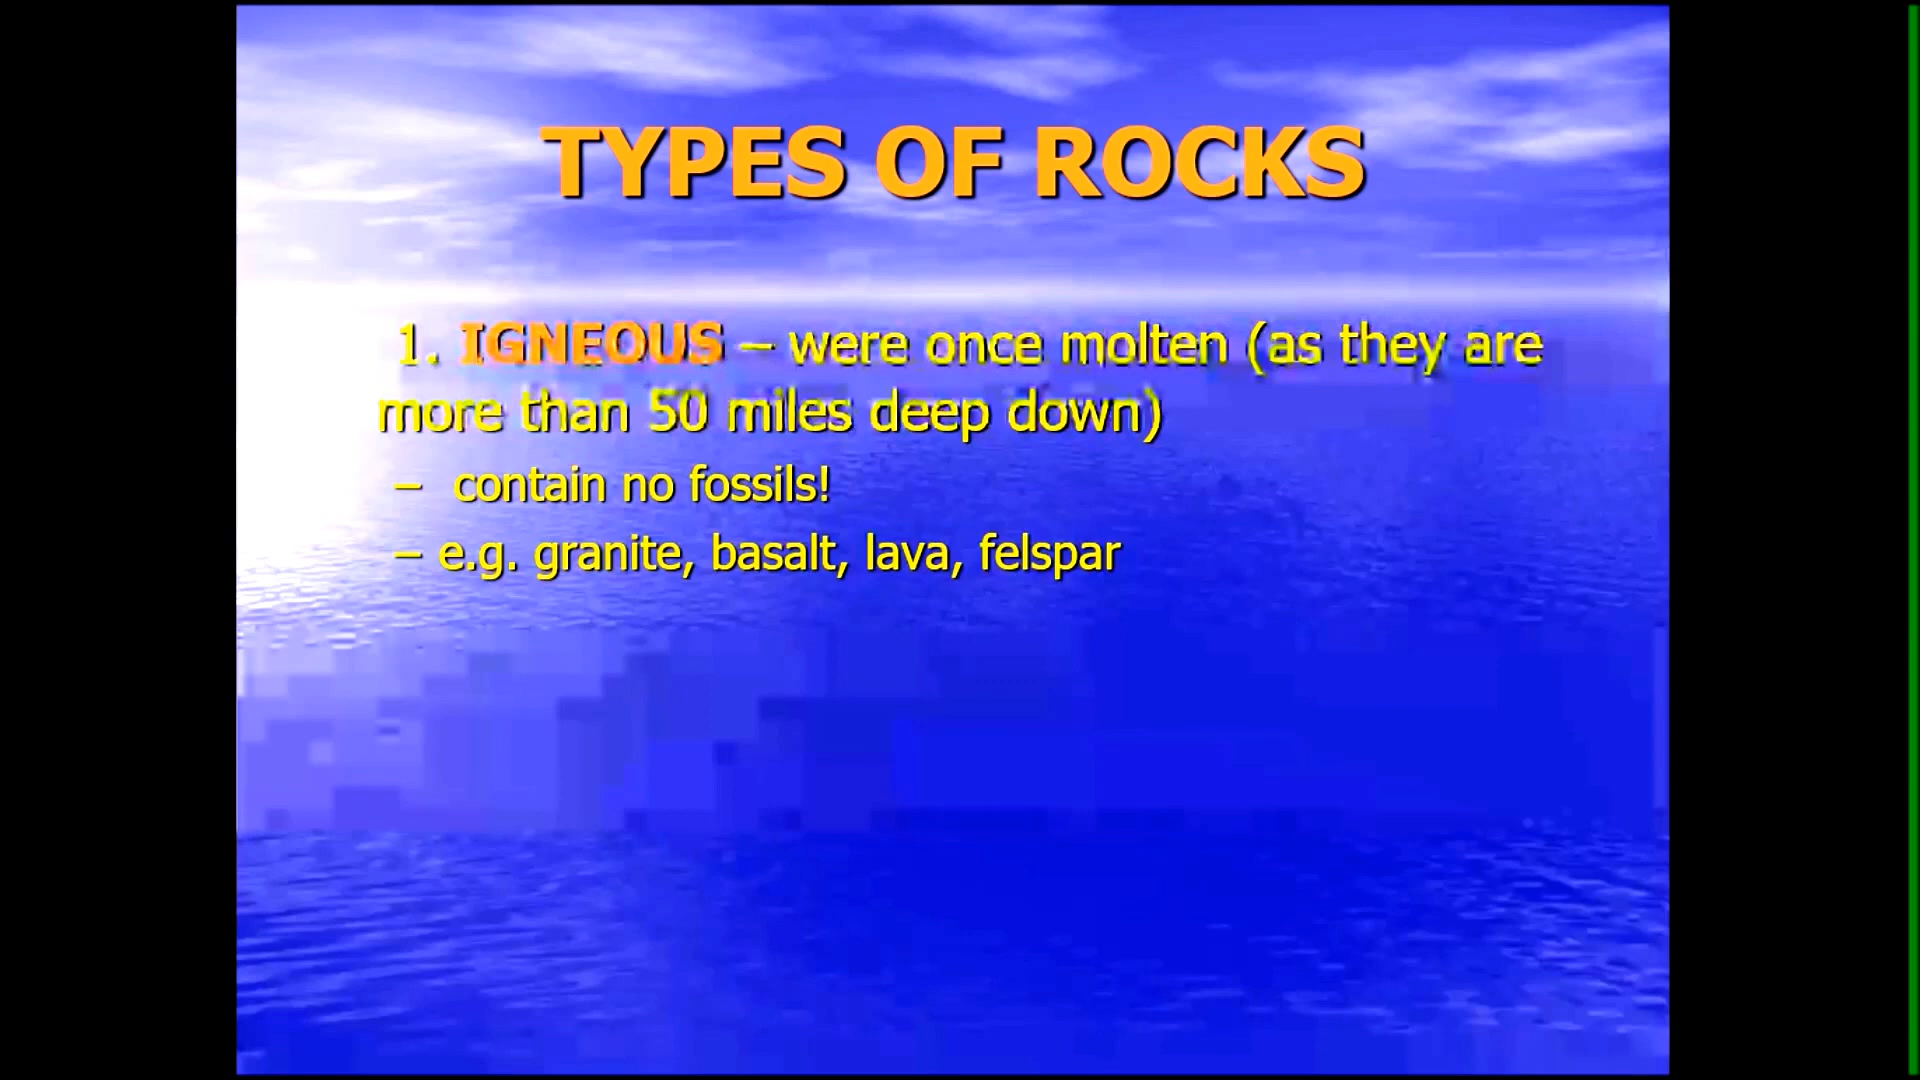 TYPES OF ROCKS
1. IGNEOUS – were once molten (as they are
more than 50 miles deep down)
– contain no fossils!
– e.g. granite, basalt, lava, felspar